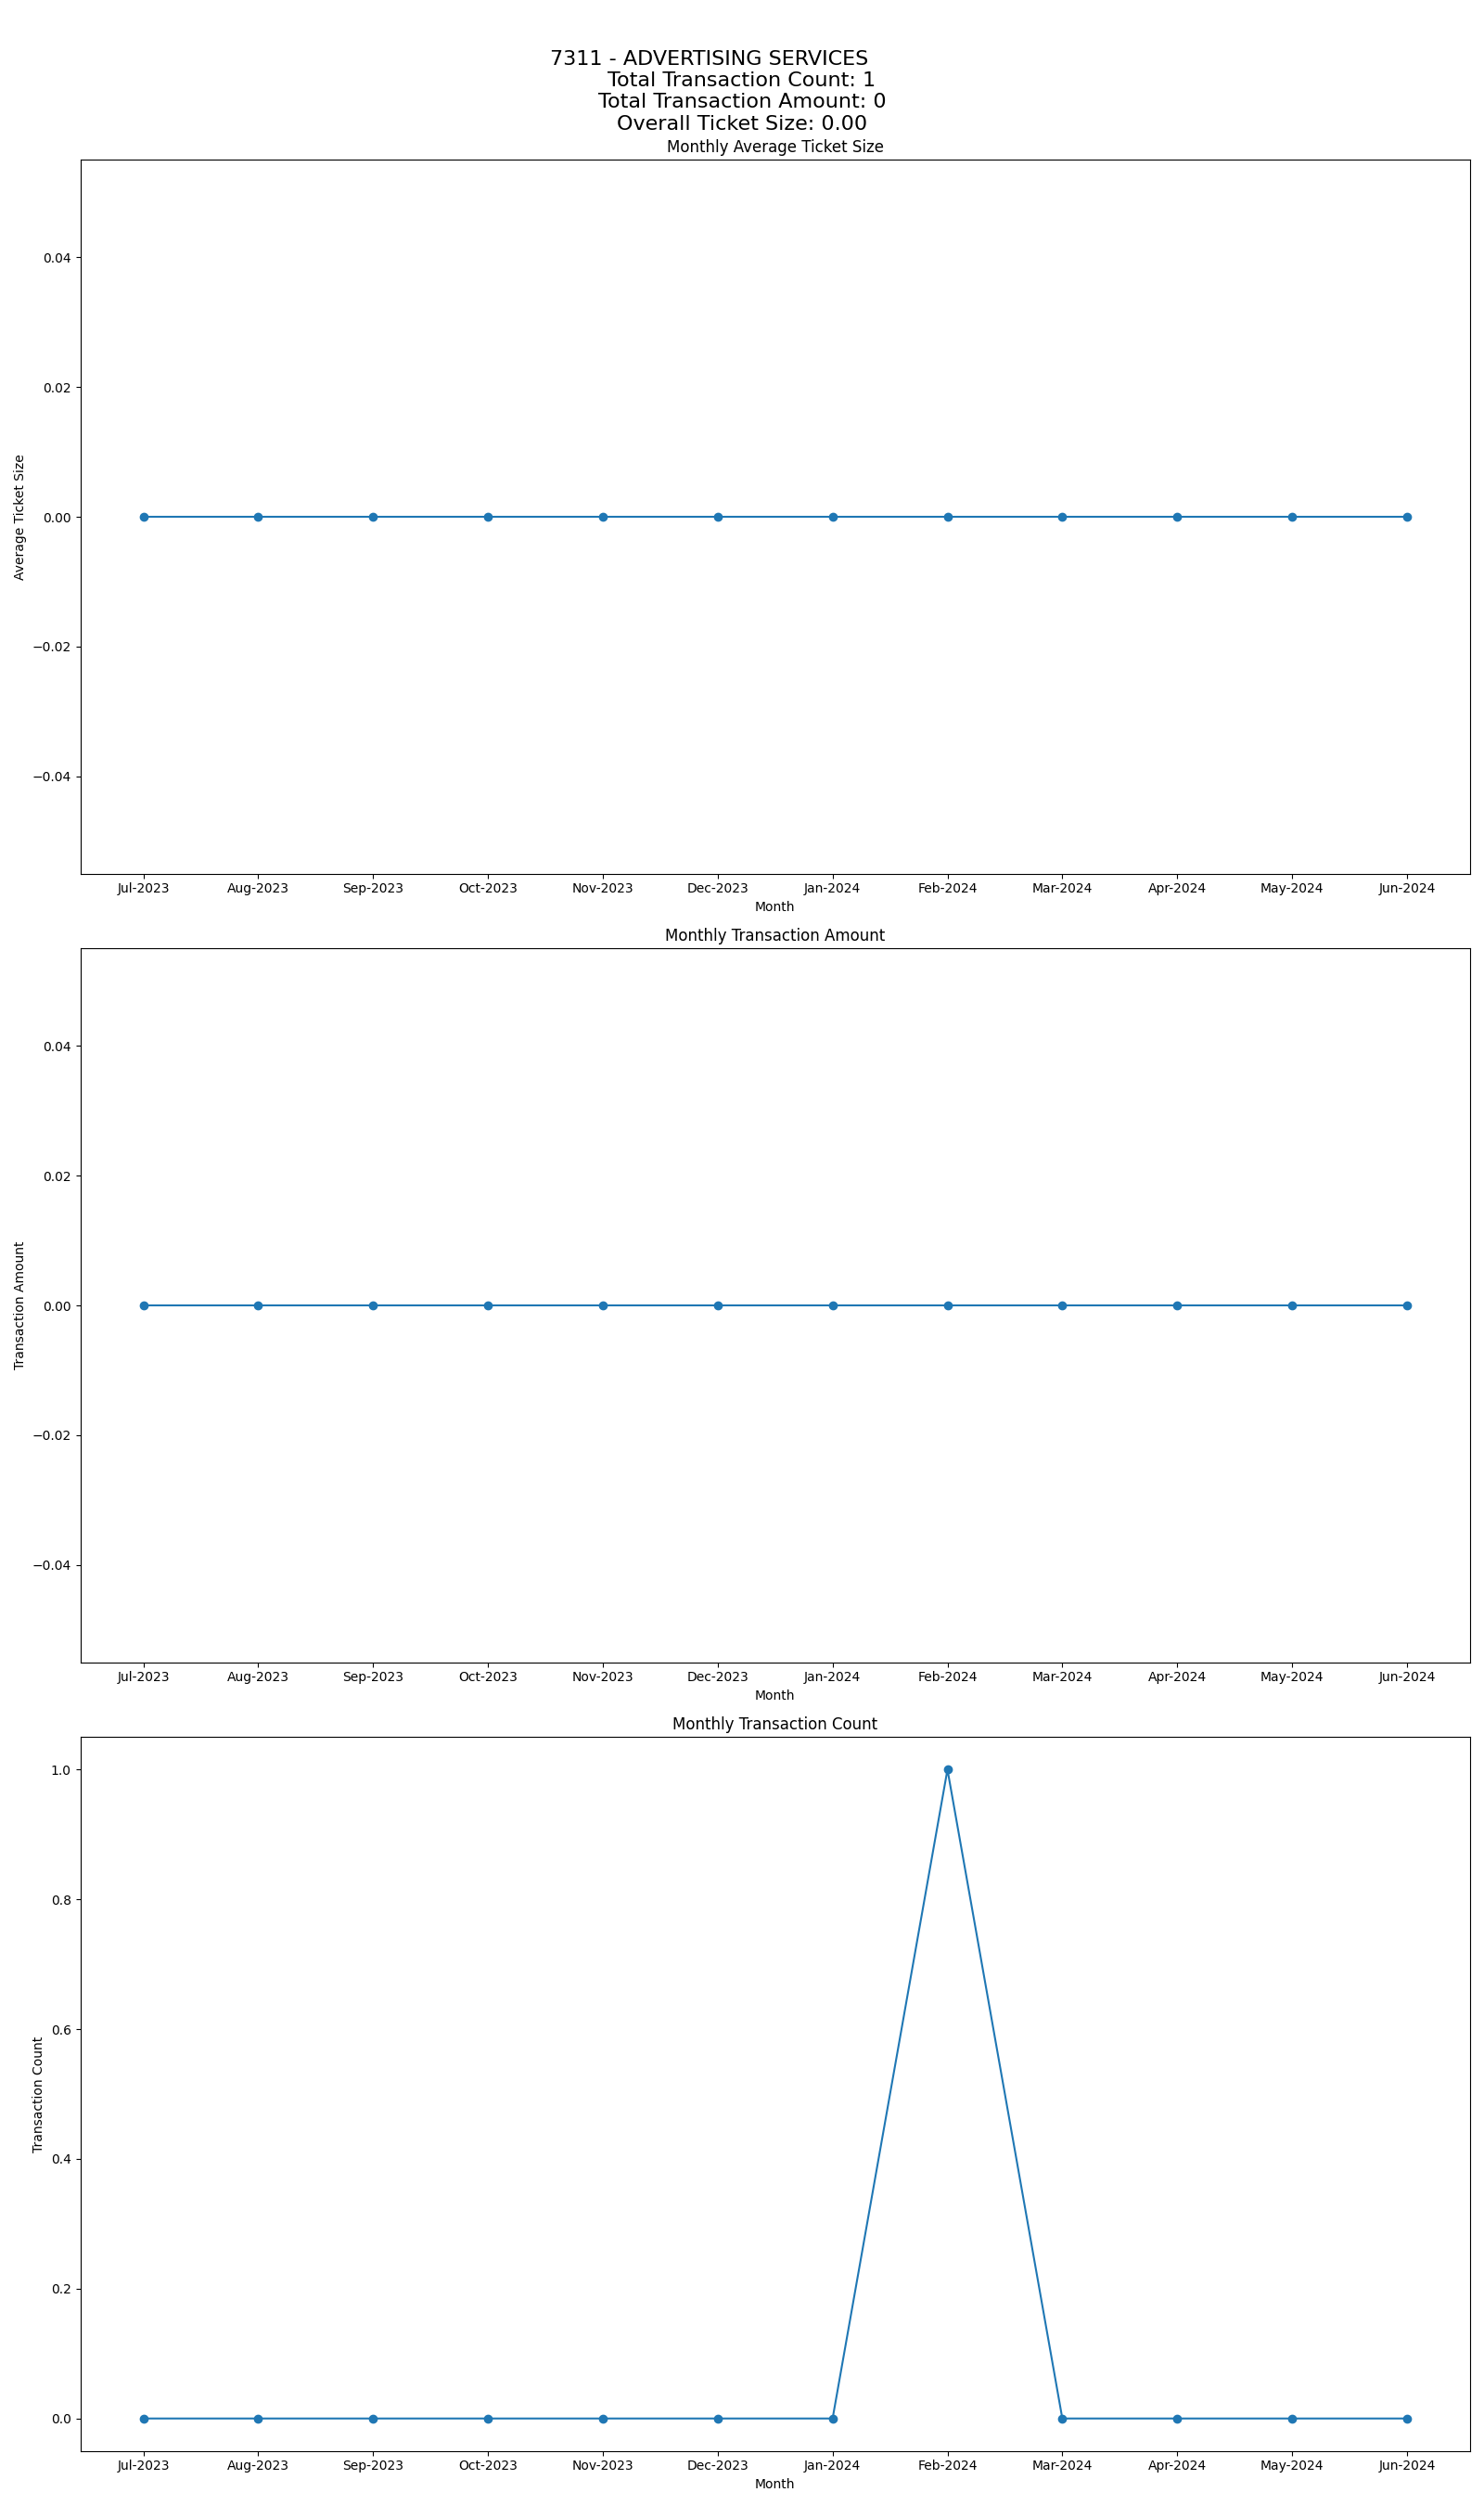 7311 - ADVERTISING SERVICES
Total Transaction Count: 1
Total Transaction Amount: 0
Overall Ticket Size: 0.00
Monthly Average Ticket Size
0.04
0.02
0.00
−0.02
−0.04
Average Ticket Size
Jul-2023 Aug-2023 Sep-2023 Oct-2023 Nov-2023 Dec-2023 Jan-2024 Feb-2024 Mar-2024 Apr-2024 May-2024 Jun-2024
Month
Monthly Transaction Amount
0.04
0.02
0.00
−0.02
−0.04
Transaction Amount
Jul-2023 Aug-2023 Sep-2023 Oct-2023 Nov-2023 Dec-2023 Jan-2024 Feb-2024 Mar-2024 Apr-2024 May-2024 Jun-2024
Month
Monthly Transaction Count
1.0
0.8
0.6
0.4
0.2
0.0
Transaction Count
Jul-2023 Aug-2023 Sep-2023 Oct-2023 Nov-2023 Dec-2023 Jan-2024 Feb-2024 Mar-2024 Apr-2024 May-2024 Jun-2024
Month